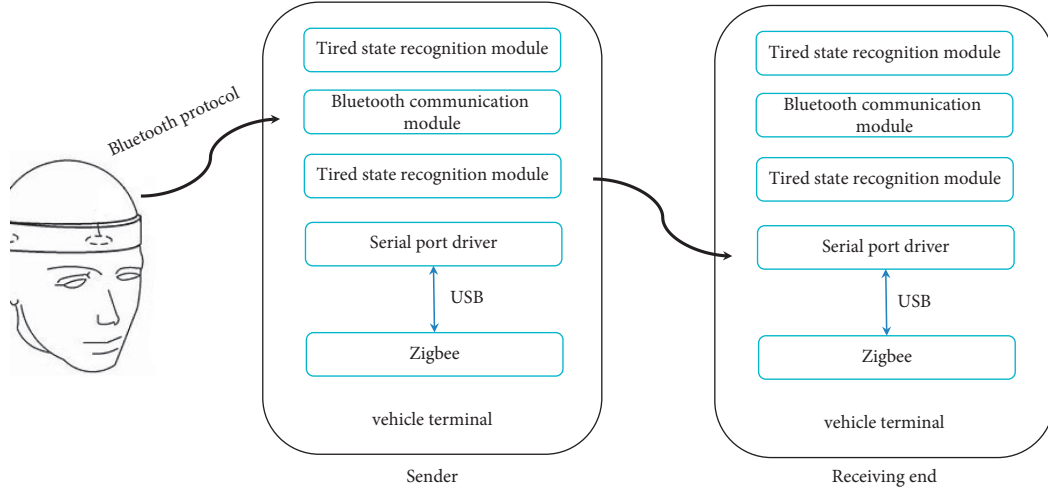 Bluetooth protocol
Tired state recognition module
Bluetooth communication
module
Tired state recognition module
Serial port driver
USB
Zigbee
vehicle terminal
Sender
Tired state recognition module
Bluetooth communication
module
Tired state recognition module
Serial port driver
USB
Zigbee
vehicle terminal
Receiving end